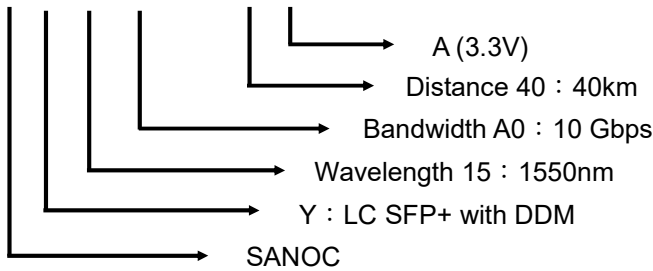 A (3.3V)
Distance 40：40km
Bandwidth A0：10 Gbps
Wavelength 15：1550nm
Y：LC SFP+ with DDM
SANOC